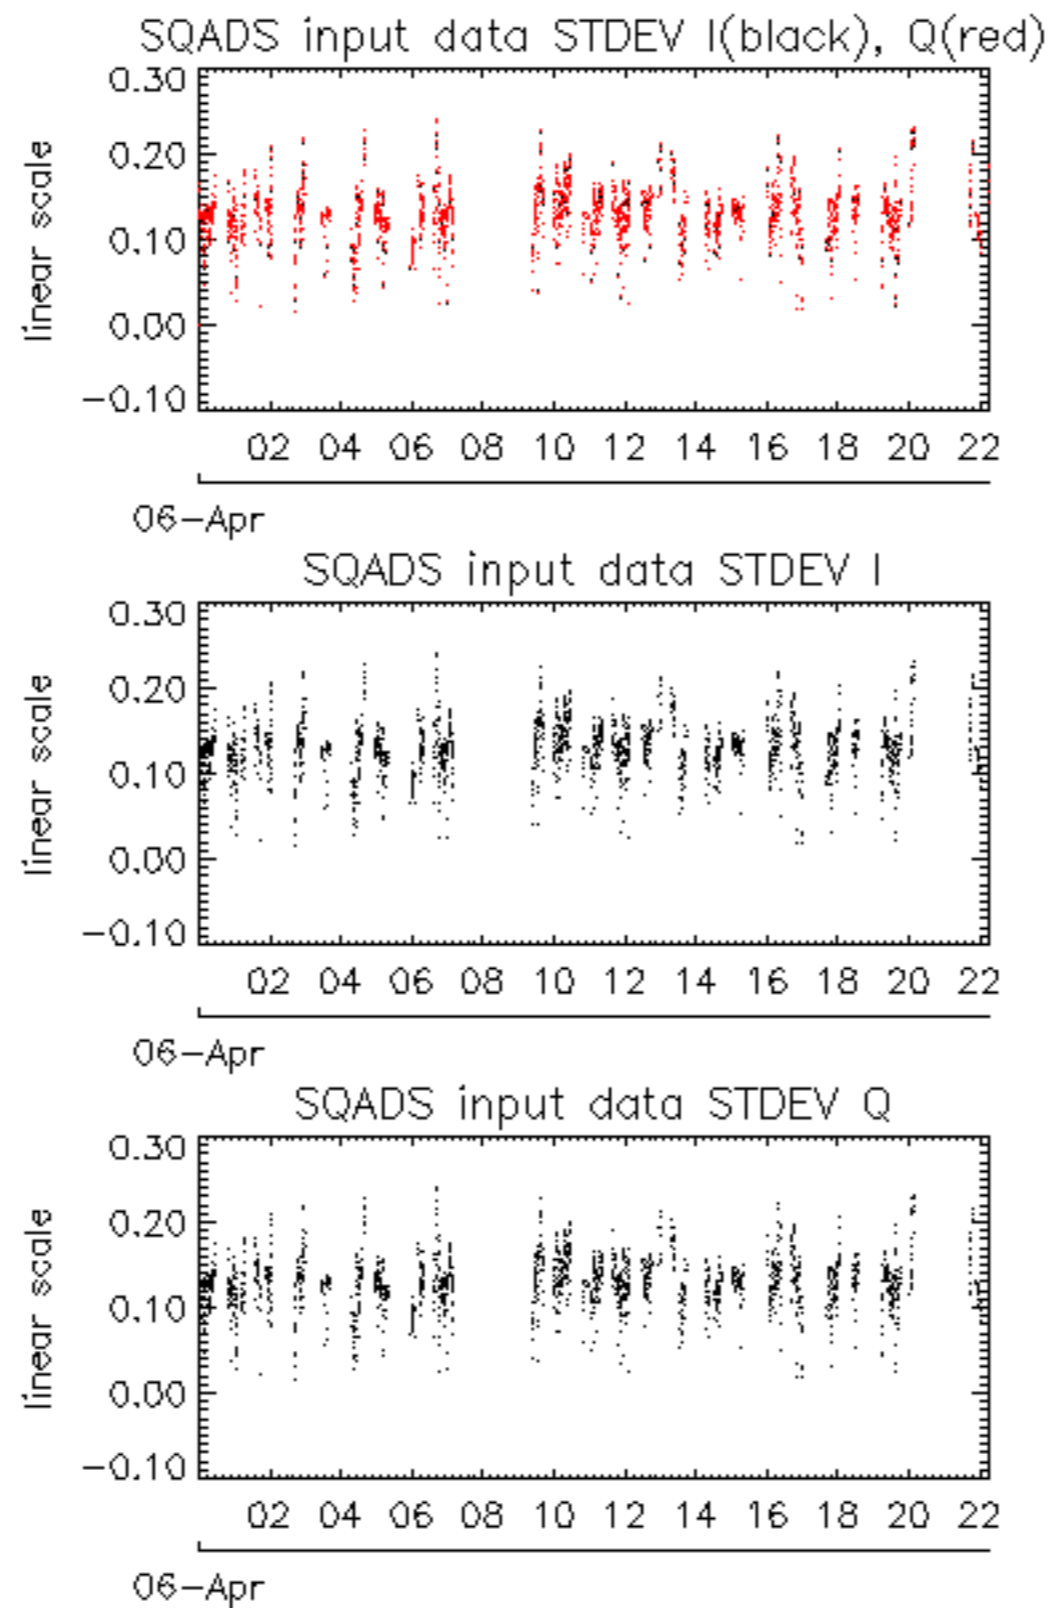 SQADS input data STDEV I(black), Q(red)
0.30
0.20
0.10
0.00
-0.10
linear scale
02 04 06 08 10 12 14 16 18 20 22
06-Apr
SQADS input data STDEV I
0.30
0.20
0.10
0.00
-0.10
linear scale
02 04 06 08 10 12 14 16 18 20 22
06-Apr
SQADS input data STDEV Q
0.30
0.20
0.10
0.00
-0.10
linear scale
02 04 06 08 10 12 14 16 18 20 22
06-Apr